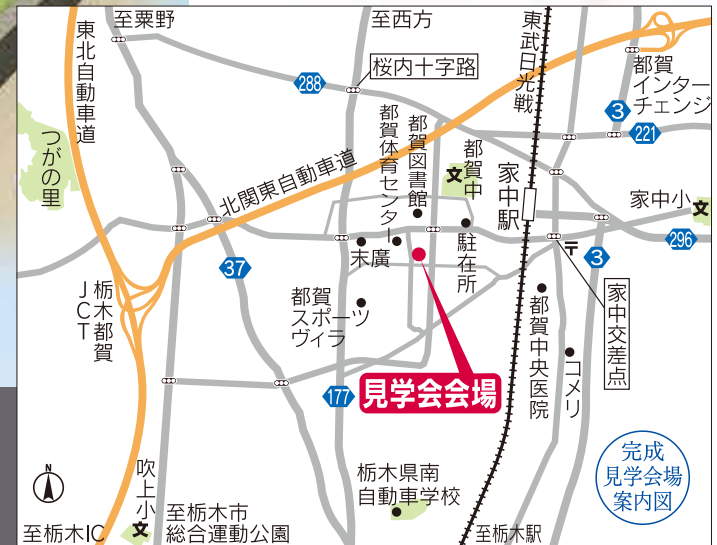 至粟野
至西方
東武日光戦
東北自動車道
桜内十字路
288
都賀
インター
チェンジ
3
221
つがの里
北関東自動車道
都賀体育センター
都賀図書館
都賀中
文
家中駅
家中小
文
296
37
末廣
駐在所
〒
3
栃木都賀
JCT
都賀
スポーツ
ヴィラ
家中交差点
都賀中央医院
コメリ
177
見学会会場
完成
見学会場
案内図
N
吹上小
文
栃木県南
自動車学校
至栃木IC
至栃木市
総合運動公園
至栃木駅